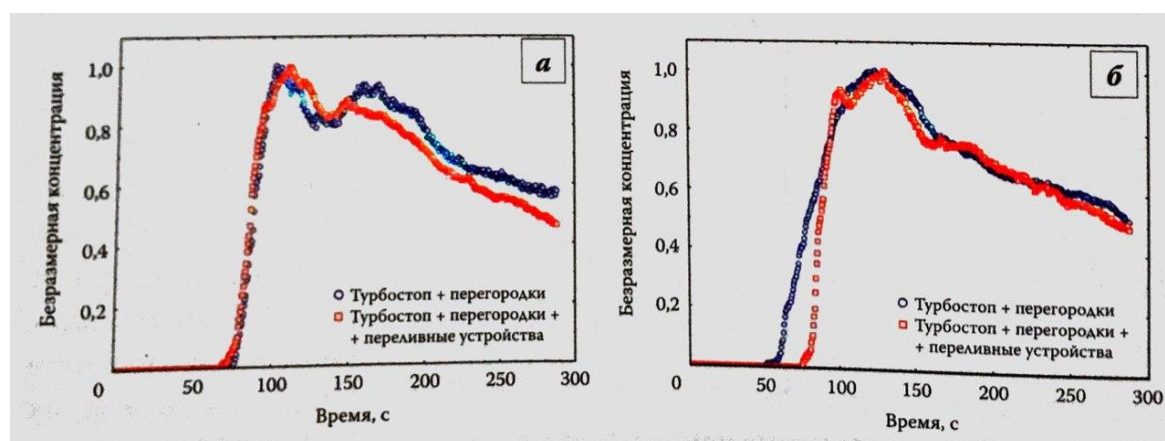 а
Безразмерная концентрация
1,0
0,8
0,6
0,4
0,2
Турбостоп + перегородки
Турбостоп + перегородки +
+ переливные устройства
0
50
100
150
200
250
300
Время, с
б
Безразмерная концентрация
1,0
0,8
0,6
0,4
0,2
Турбостоп + перегородки
Турбостоп + перегородки +
+ переливные устройства
0
50
100
150
200
250
300
Время, с